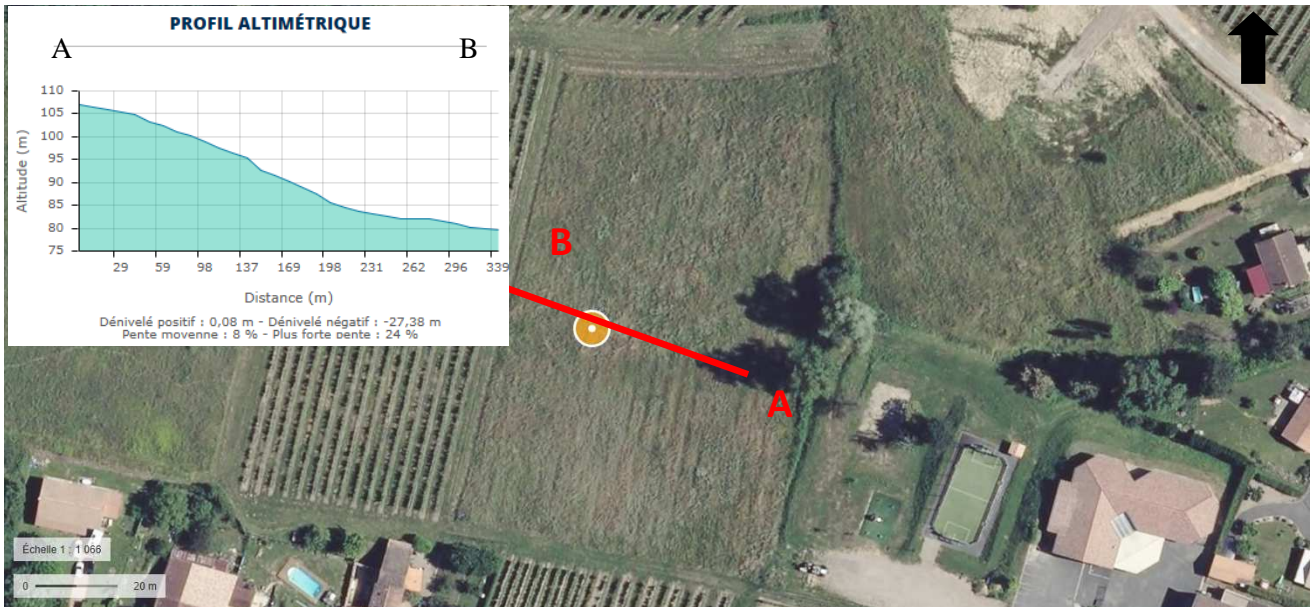 PROFIL ALTIMÉTRIQUE
A B
110
105
100
95
90
85
80
75
Altitude (m)
29 59 98 137 169 198 231 262 296 339
Distance (m)
Dénivelé positif : 0,08 m - Dénivelé négatif : -27,38 m
Pente moyenne : 8 % - Plus forte pente : 24 %
B
A
Échelle 1 : 1 066
0 20 m